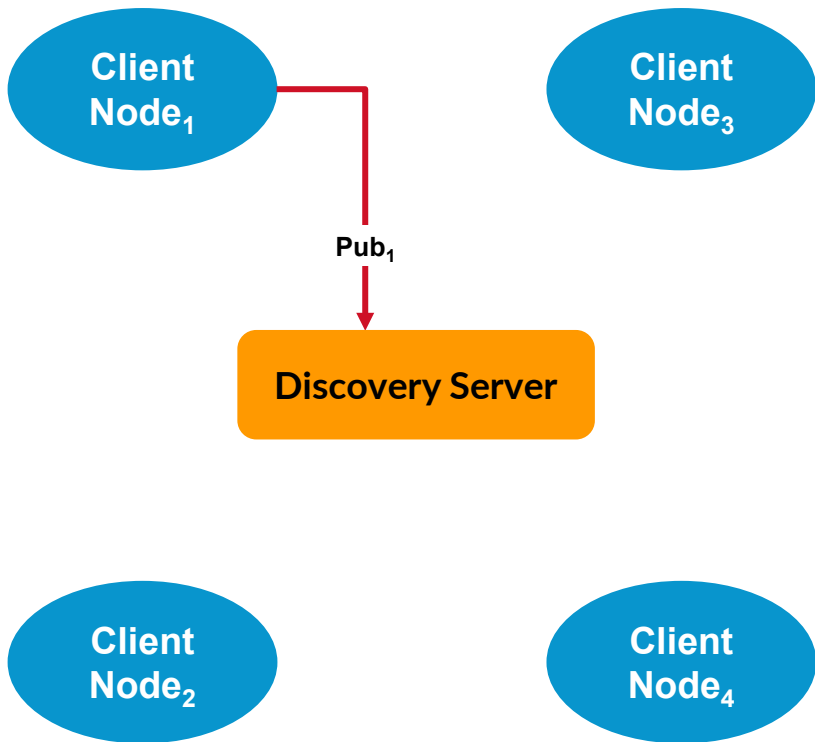 Client
Node₁
Client
Node₃
Pub₁
Discovery Server
Client
Node₂
Client
Node₄